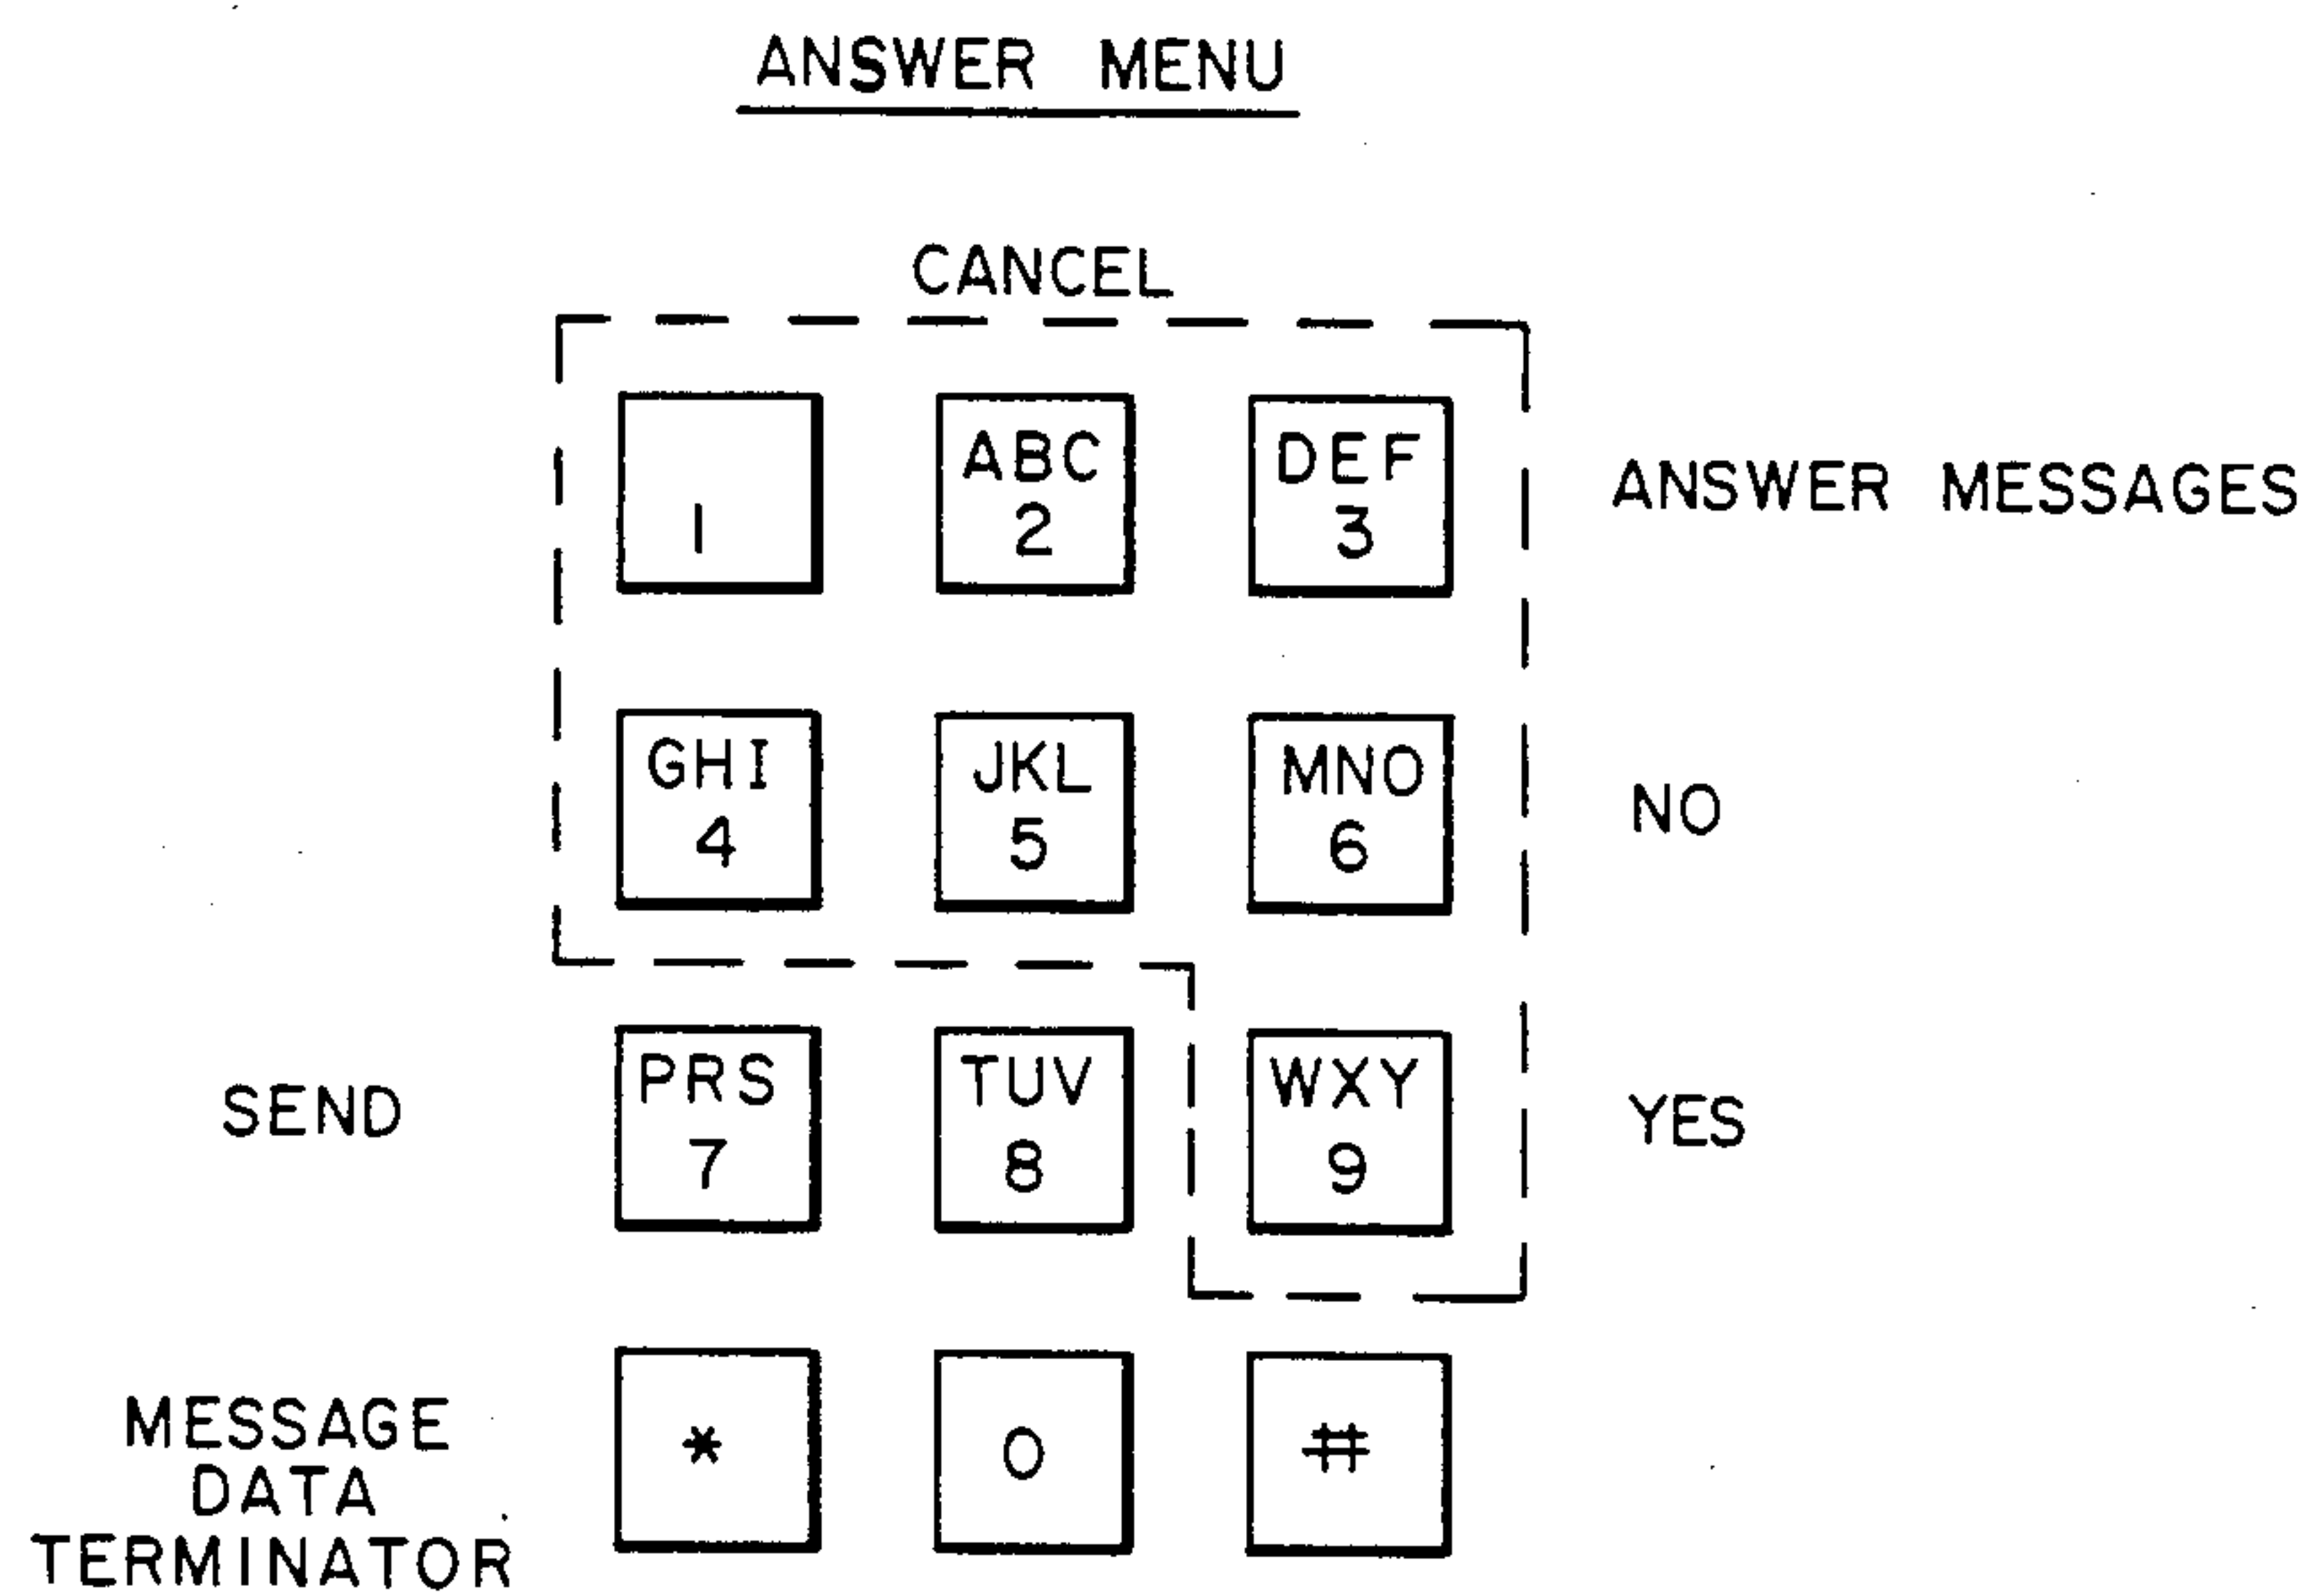 ANSWER MENU
CANCEL
1
ABC
2
DEF
3
ANSWER MESSAGES
GHI
4
JKL
5
MNO
6
NO
SEND
PRS
7
TUV
8
WXY
9
YES
MESSAGE
DATA
TERMINATOR
*
0
#